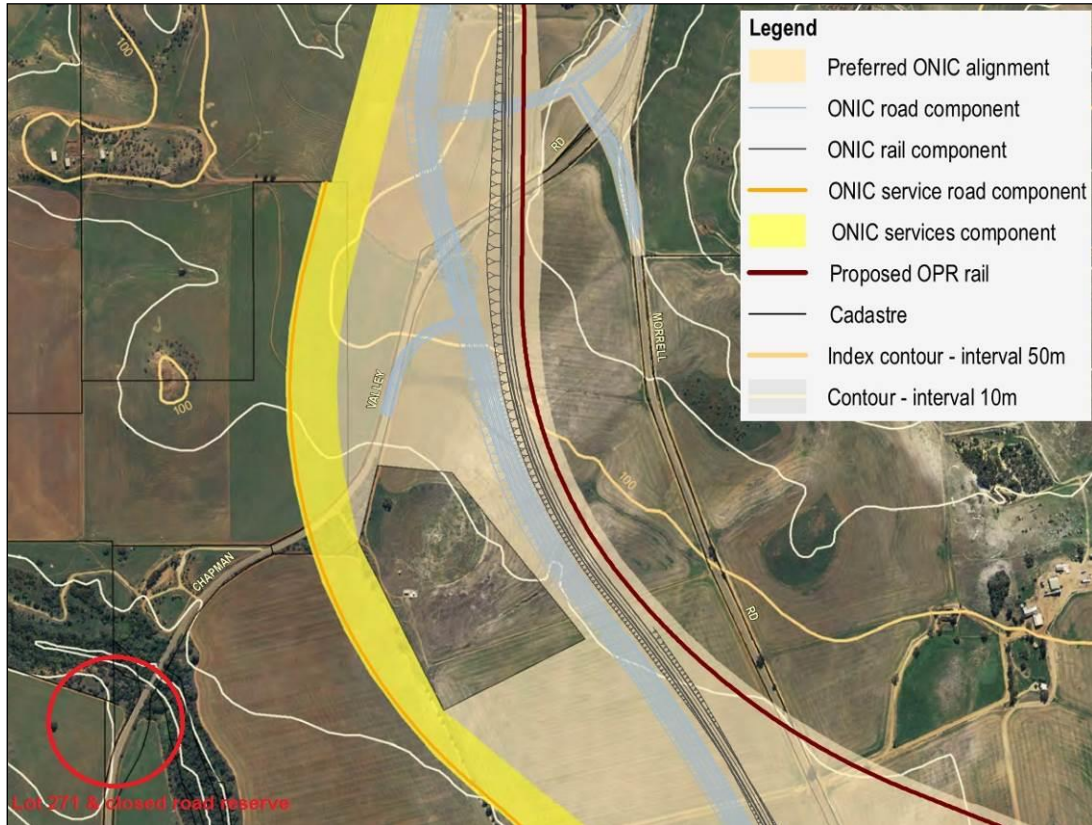 Legend
Preferred ONIC alignment
ONIC road component
ONIC rail component
ONIC service road component
ONIC services component
Proposed OPR rail
Cadastre
Index contour - interval 50m
Contour - interval 10m
100
RD
MORRELL
VALLEY
100
100
CHAPMAN
RD
Lot 271 & closed road reserve